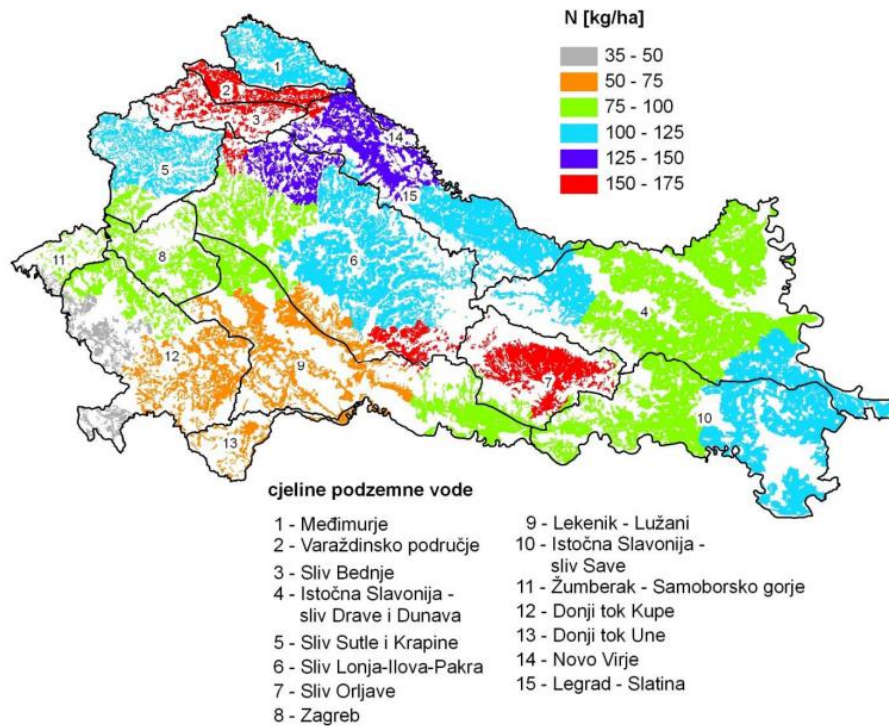 N [kg/ha]
35 - 50
50 - 75
75 - 100
100 - 125
125 - 150
150 - 175
1
2
3
14
5
15
6
8
11
4
12
9
7
10
13
cjeline podzemne vode
1 - Međimurje
2 - Varaždinsko područje
3 - Sliv Bednje
4 - Istočna Slavonija -
sliv Drave i Dunava
5 - Sliv Sutle i Krapine
6 - Sliv Lonja-Ilova-Pakra
7 - Sliv Orljave
8 - Zagreb
9 - Lekenik - Lužani
10 - Istočna Slavonija -
sliv Save
11 - Žumberak - Samoborsko gorje
12 - Donji tok Kupe
13 - Donji tok Une
14 - Novo Virje
15 - Legrad - Slatina